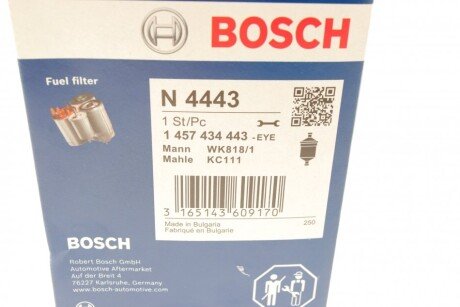 BOSCH
Fuel filter
N 4443
1 St/Pc
1 457 434 443 -EYE
Mann WK818/1
Mahle KC111
3 165143 609170
Made in Bulgaria
Fabriqué en Bulgarie
250
BOSCH
Robert Bosch GmbH
Automotive Aftermarket
Auf der Breit 4
76227 Karlsruhe, Germany
www.bosch-automotive.com